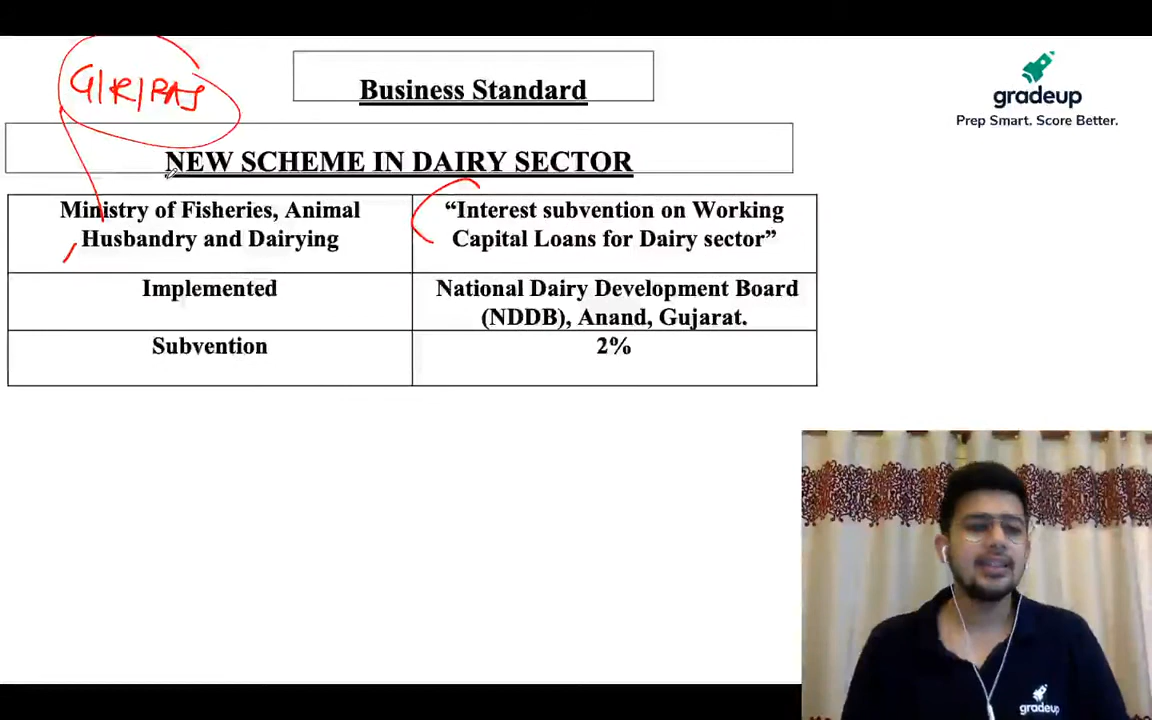 GIRIRAJ
Business Standard
gradeup
Prep Smart. Score Better.
NEW SCHEME IN DAIRY SECTOR
Ministry of Fisheries, Animal
Husbandry and Dairying
“Interest subvention on Working
Capital Loans for Dairy sector”
Implemented
National Dairy Development Board
(NDDB), Anand, Gujarat.
Subvention
2%
gradeup